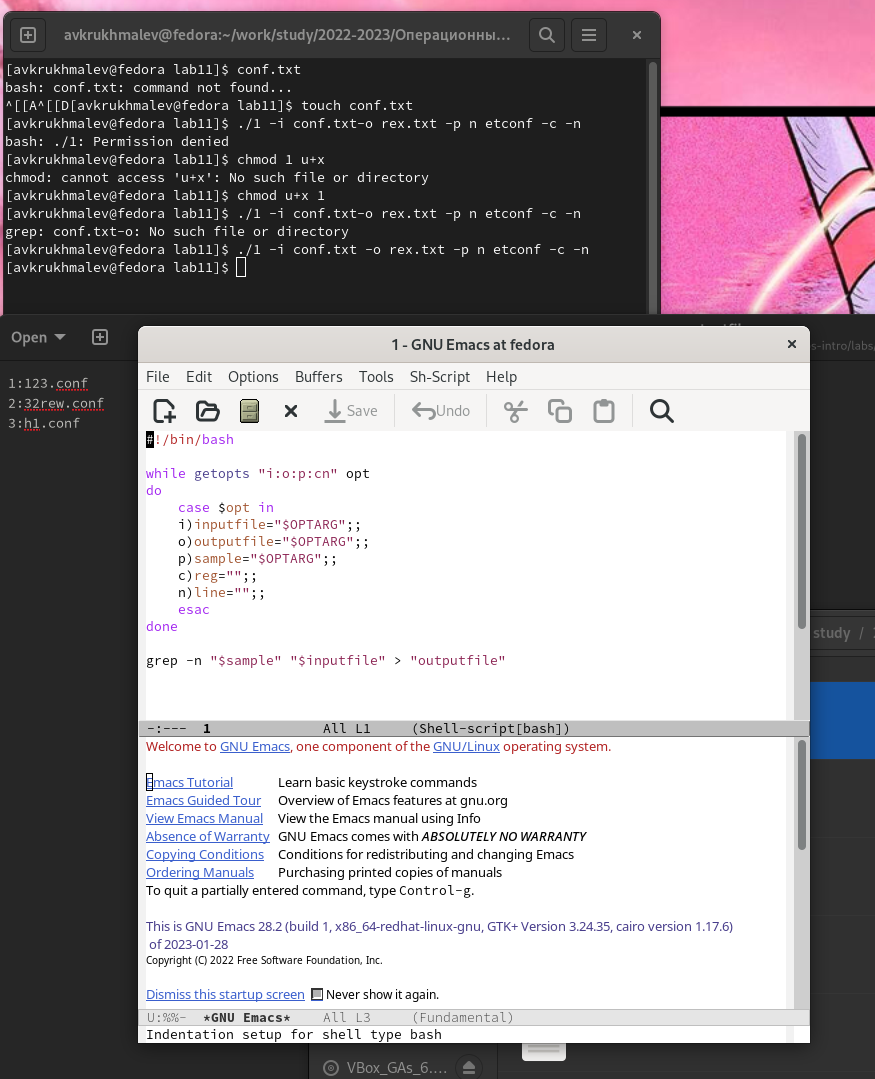 avkrukhmalev@fedora:~/work/study/2022-2023/Операционны...
[avkrukhmalev@fedora lab11]$ conf.txt
bash: conf.txt: command not found...
^[[A^[[D[avkrukhmalev@fedora lab11]$ touch conf.txt
[avkrukhmalev@fedora lab11]$ ./1 -i conf.txt-o rex.txt -p n etconf -c -n
bash: ./1: Permission denied
[avkrukhmalev@fedora lab11]$ chmod 1 u+x
chmod: cannot access 'u+x': No such file or directory
[avkrukhmalev@fedora lab11]$ chmod u+x 1
[avkrukhmalev@fedora lab11]$ ./1 -i conf.txt-o rex.txt -p n etconf -c -n
grep: conf.txt-o: No such file or directory
[avkrukhmalev@fedora lab11]$ ./1 -i conf.txt -o rex.txt -p n etconf -c -n
[avkrukhmalev@fedora lab11]$
Open
s-intro/labs/
1:123.conf
2:32rew.conf
3:h1.conf
1 - GNU Emacs at fedora
File Edit Options Buffers Tools Sh-Script Help
Save Undo
#!/bin/bash
while getopts "i:o:p:cn" opt
do
case $opt in
i)inputfile="$OPTARG";;
o)outputfile="$OPTARG";;
p)sample="$OPTARG";;
c)reg="";;
n)line="";;
esac
done
grep -n "$sample" "$inputfile" > "outputfile"
study /
-:--- 1 All L1 (Shell-script[bash])
Welcome to GNU Emacs, one component of the GNU/Linux operating system.
Emacs Tutorial Learn basic keystroke commands
Emacs Guided Tour Overview of Emacs features at gnu.org
View Emacs Manual View the Emacs manual using Info
Absence of Warranty GNU Emacs comes with ABSOLUTELY NO WARRANTY
Copying Conditions Conditions for redistributing and changing Emacs
Ordering Manuals Purchasing printed copies of manuals
To quit a partially entered command, type Control-g.
This is GNU Emacs 28.2 (build 1, x86_64-redhat-linux-gnu, GTK+ Version 3.24.35, cairo version 1.17.6)
of 2023-01-28
Copyright (C) 2022 Free Software Foundation, Inc.
Dismiss this startup screen Never show it again.
U:%%- *GNU Emacs* All L3 (Fundamental)
Indentation setup for shell type bash
VBox_GAs_6....